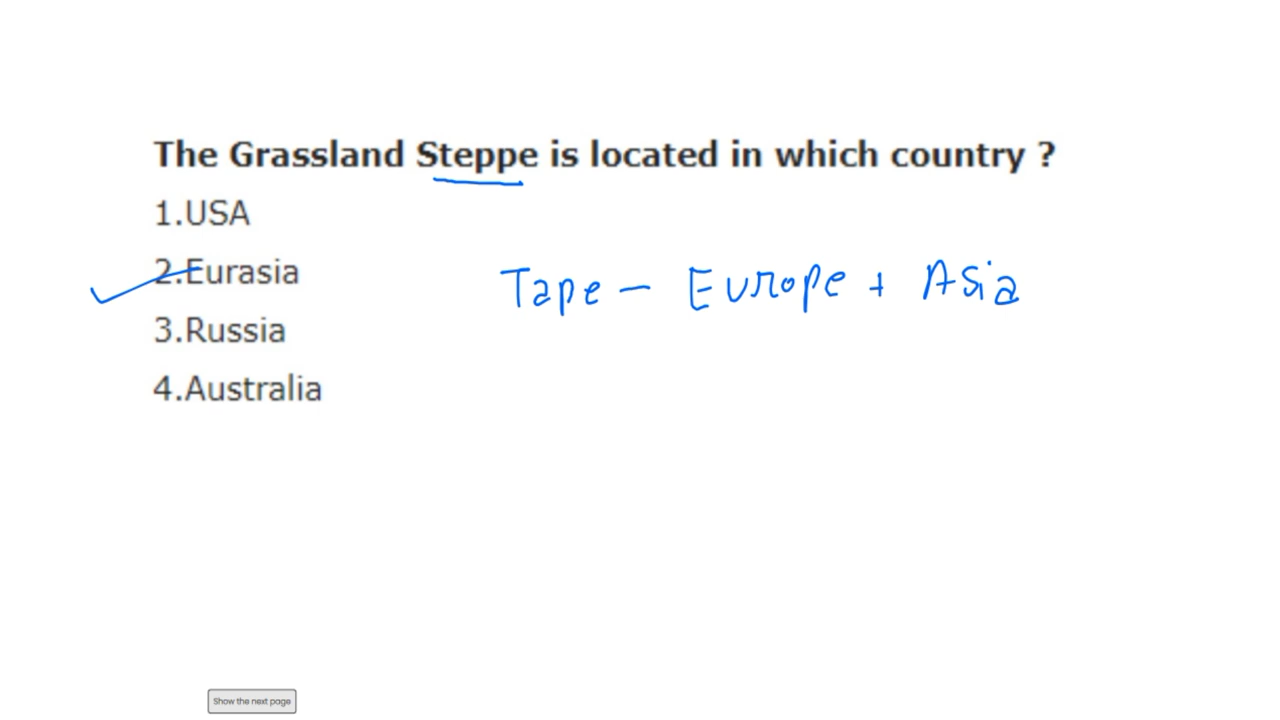 The Grassland Steppe is located in which country ?
1.USA
2.Eurasia
Tape - Europe + Asia
3.Russia
4.Australia
Show the next page